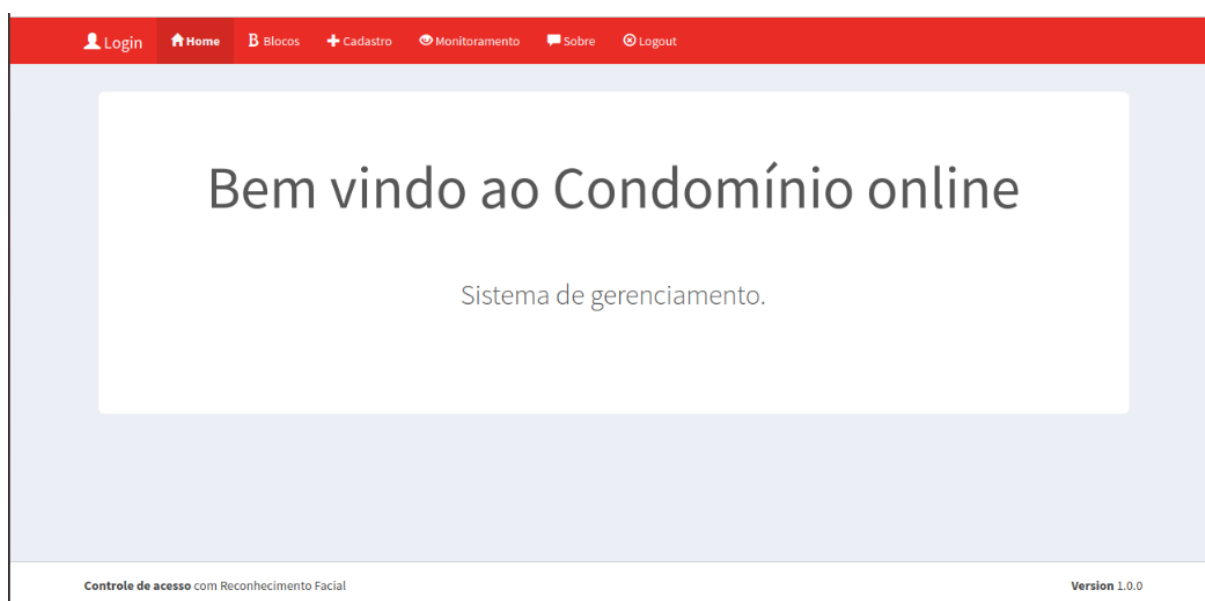 Login Home B Blocos Cadastro Monitoramento Sobre Logout
Bem vindo ao Condomínio online
Sistema de gerenciamento.
Controle de acesso com Reconhecimento Facial Version 1.0.0